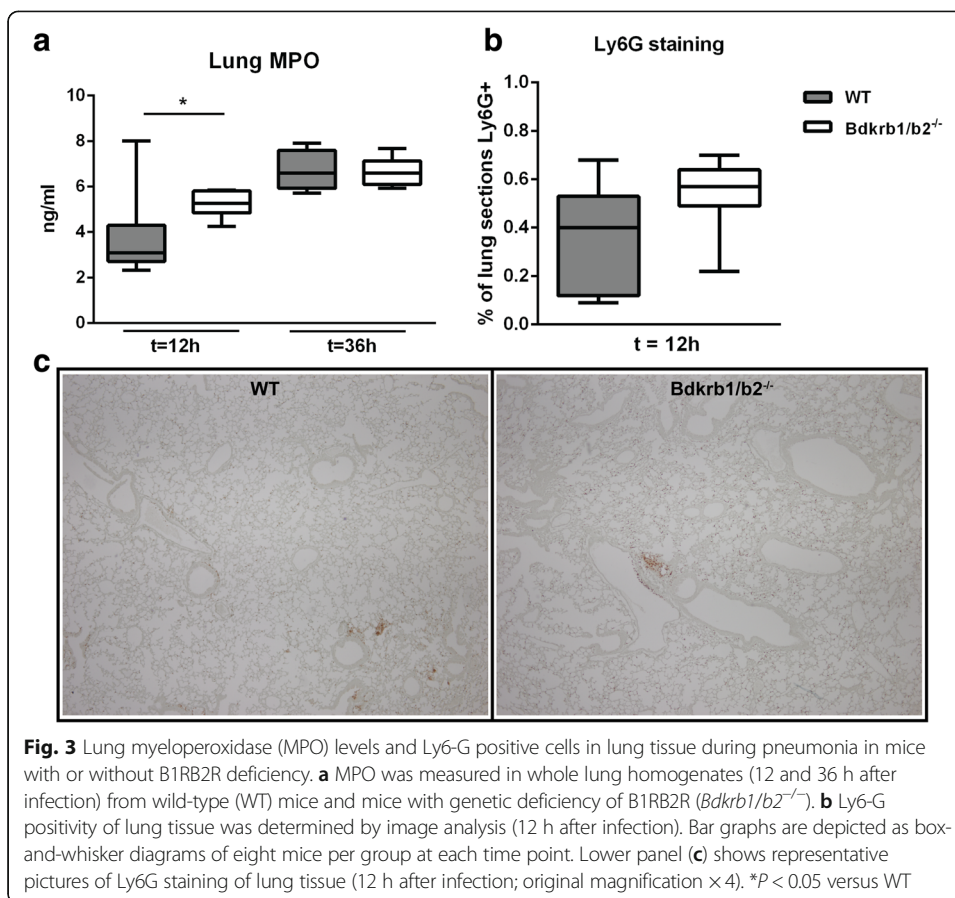 a
Lung MPO
10
8
6
4
2
0
ng/ml
*
t=12h
t=36h
b
Ly6G staining
1.0
0.8
0.6
0.4
0.2
0.0
% of lung sections Ly6G+
t = 12h
WT
Bdkrb1/b2-/-
c
WT
Bdkrb1/b2-/-
Fig. 3 Lung myeloperoxidase (MPO) levels and Ly6-G positive cells in lung tissue during pneumonia in mice
with or without B1RB2R deficiency. a MPO was measured in whole lung homogenates (12 and 36 h after
infection) from wild-type (WT) mice and mice with genetic deficiency of B1RB2R (Bdkrb1/b2−/−). b Ly6-G
positivity of lung tissue was determined by image analysis (12 h after infection). Bar graphs are depicted as box-
and-whisker diagrams of eight mice per group at each time point. Lower panel (c) shows representative
pictures of Ly6G staining of lung tissue (12 h after infection; original magnification × 4). *P < 0.05 versus WT